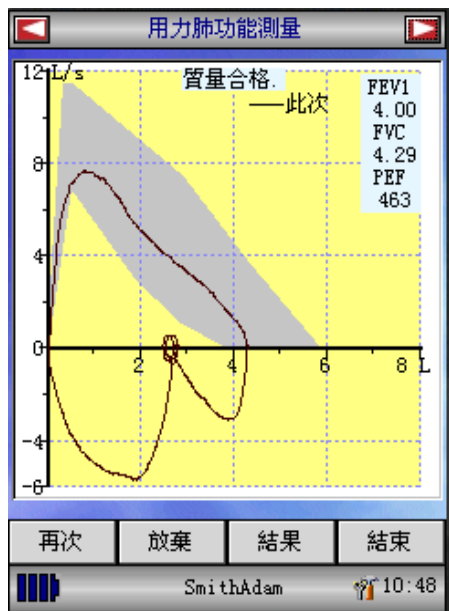 用力肺功能測量
12 L/s
質量合格.
此次
FEV1
4.00
FVC
4.29
PEF
463
8
4
0
2 4 6 8 L
-4
-6
再次 放棄 結果 結束
SmithAdam 10:48